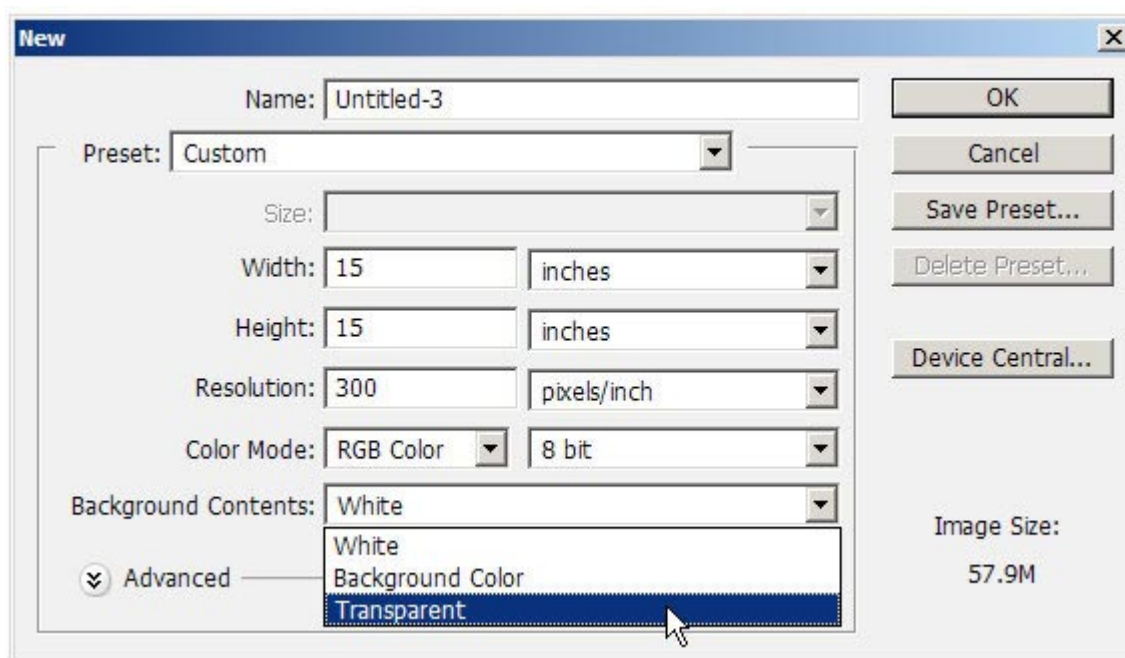 New
Name: Untitled-3 OK
Preset: Custom Cancel
Size: Save Preset...
Width: 15 inches Delete Preset...
Height: 15 inches
Device Central...
Resolution: 300 pixels/inch
Color Mode: RGB Color 8 bit
Background Contents: White
Image Size:
White
Advanced Background Color 57.9M
Transparent